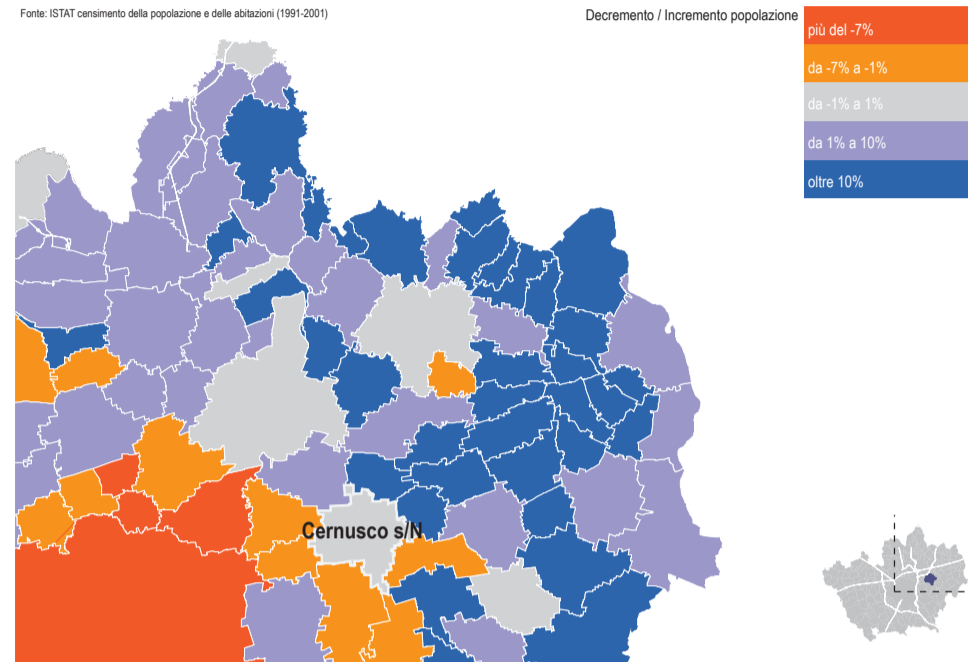 Fonte: ISTAT censimento della popolazione e delle abitazioni (1991-2001)
Decremento / Incremento popolazione
più del -7%
da -7% a -1%
da -1% a 1%
da 1% a 10%
oltre 10%
Cernusco s/N